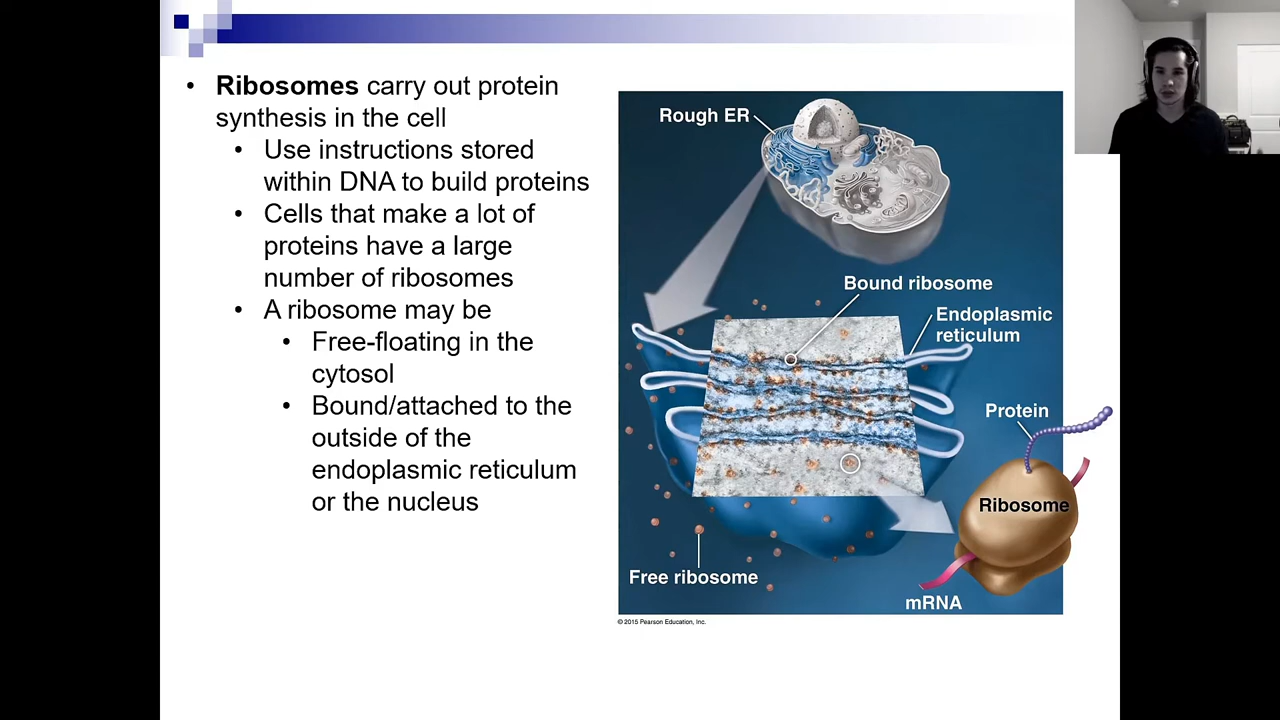 • Ribosomes carry out protein
synthesis in the cell
• Use instructions stored
within DNA to build proteins
• Cells that make a lot of
proteins have a large
number of ribosomes
• A ribosome may be
• Free-floating in the
cytosol
• Bound/attached to the
outside of the
endoplasmic reticulum
or the nucleus
Rough ER
Bound ribosome
Endoplasmic
reticulum
Protein
Ribosome
Free ribosome
mRNA
© 2015 Pearson Education, Inc.